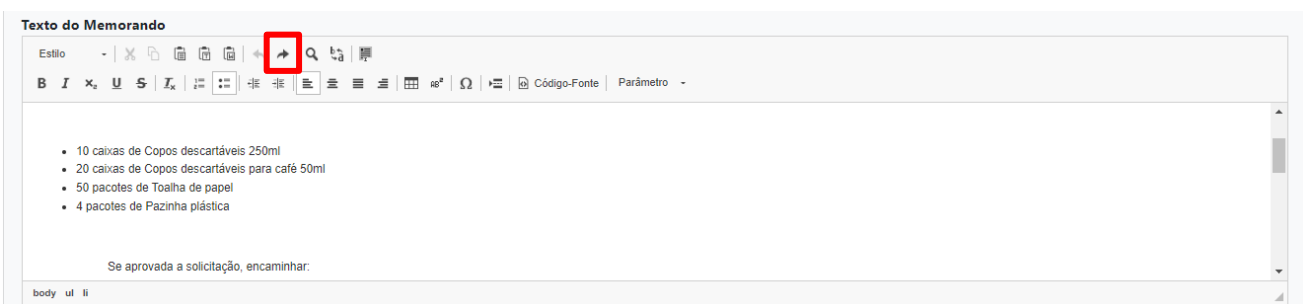 Texto do Memorando
Estilo
B I x₂ U S Ix Código-Fonte Parâmetro
10 caixas de Copos descartáveis 250ml
20 caixas de Copos descartáveis para café 50ml
50 pacotes de Toalha de papel
4 pacotes de Pazinha plástica
Se aprovada a solicitação, encaminhar:
body ul li